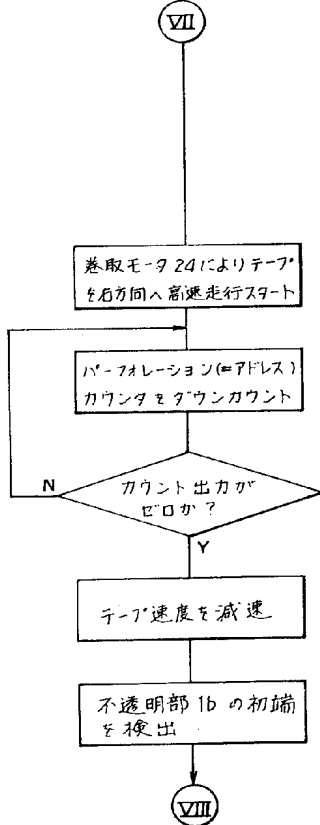 VII
巻取モータ24によりテープ
を右方向へ高速走行スタート
パーフォレーション(=アドレス)
カウンタをダウンカウント
カウント出力が
ゼロか?
N
Y
テープ速度を減速
不透明部1bの初端
を検出
VIII